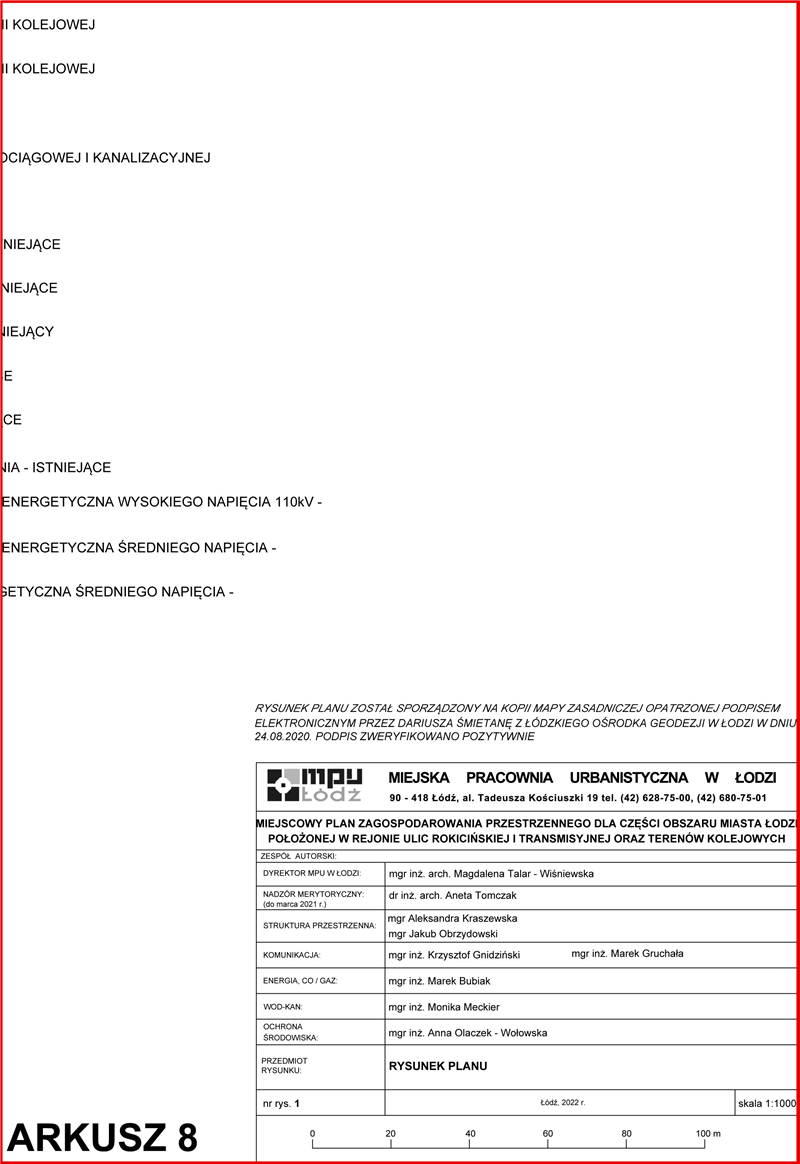 II KOLEJOWEJ
II KOLEJOWEJ
OCIĄGOWEJ I KANALIZACYJNEJ
NIEJĄCE
NIEJĄCE
NIEJĄCY
E
CE
NIA - ISTNIEJĄCE
ENERGETYCZNA WYSOKIEGO NAPIĘCIA 110kV -
ENERGETYCZNA ŚREDNIEGO NAPIĘCIA -
GETYCZNA ŚREDNIEGO NAPIĘCIA -
RYSUNEK PLANU ZOSTAŁ SPORZĄDZONY NA KOPII MAPY ZASADNICZEJ OPATRZONEJ PODPISEM
ELEKTRONICZNYM PRZEZ DARIUSZA ŚMIETANĘ Z ŁÓDZKIEGO OŚRODKA GEODEZJI W ŁODZI W DNIU
24.08.2020. PODPIS ZWERYFIKOWANO POZYTYWNIE
mpu
Łódź
MIEJSKA PRACOWNIA URBANISTYCZNA W ŁODZI
90 - 418 Łódź, al. Tadeusza Kościuszki 19 tel. (42) 628-75-00, (42) 680-75-01
MIEJSCOWY PLAN ZAGOSPODAROWANIA PRZESTRZENNEGO DLA CZĘŚCI OBSZARU MIASTA ŁODZI
POŁOŻONEJ W REJONIE ULIC ROKICIŃSKIEJ I TRANSMISYJNEJ ORAZ TERENÓW KOLEJOWYCH
ZESPÓŁ AUTORSKI:
DYREKTOR MPU W ŁODZI: mgr inż. arch. Magdalena Talar - Wiśniewska
NADZÓR MERYTORYCZNY: dr inż. arch. Aneta Tomczak
(do marca 2021 r.)
STRUKTURA PRZESTRZENNA: mgr Aleksandra Kraszewska
mgr Jakub Obrzydowski
KOMUNIKACJA: mgr inż. Krzysztof Gnidziński mgr inż. Marek Gruchała
ENERGIA, CO / GAZ: mgr inż. Marek Bubiak
WOD-KAN: mgr inż. Monika Meckier
OCHRONA
ŚRODOWISKA: mgr inż. Anna Olaczek - Wołowska
PRZEDMIOT
RYSUNKU: RYSUNEK PLANU
nr rys. 1 Łódź, 2022 r. skala 1:1000
ARKUSZ 8
0 20 40 60 80 100 m